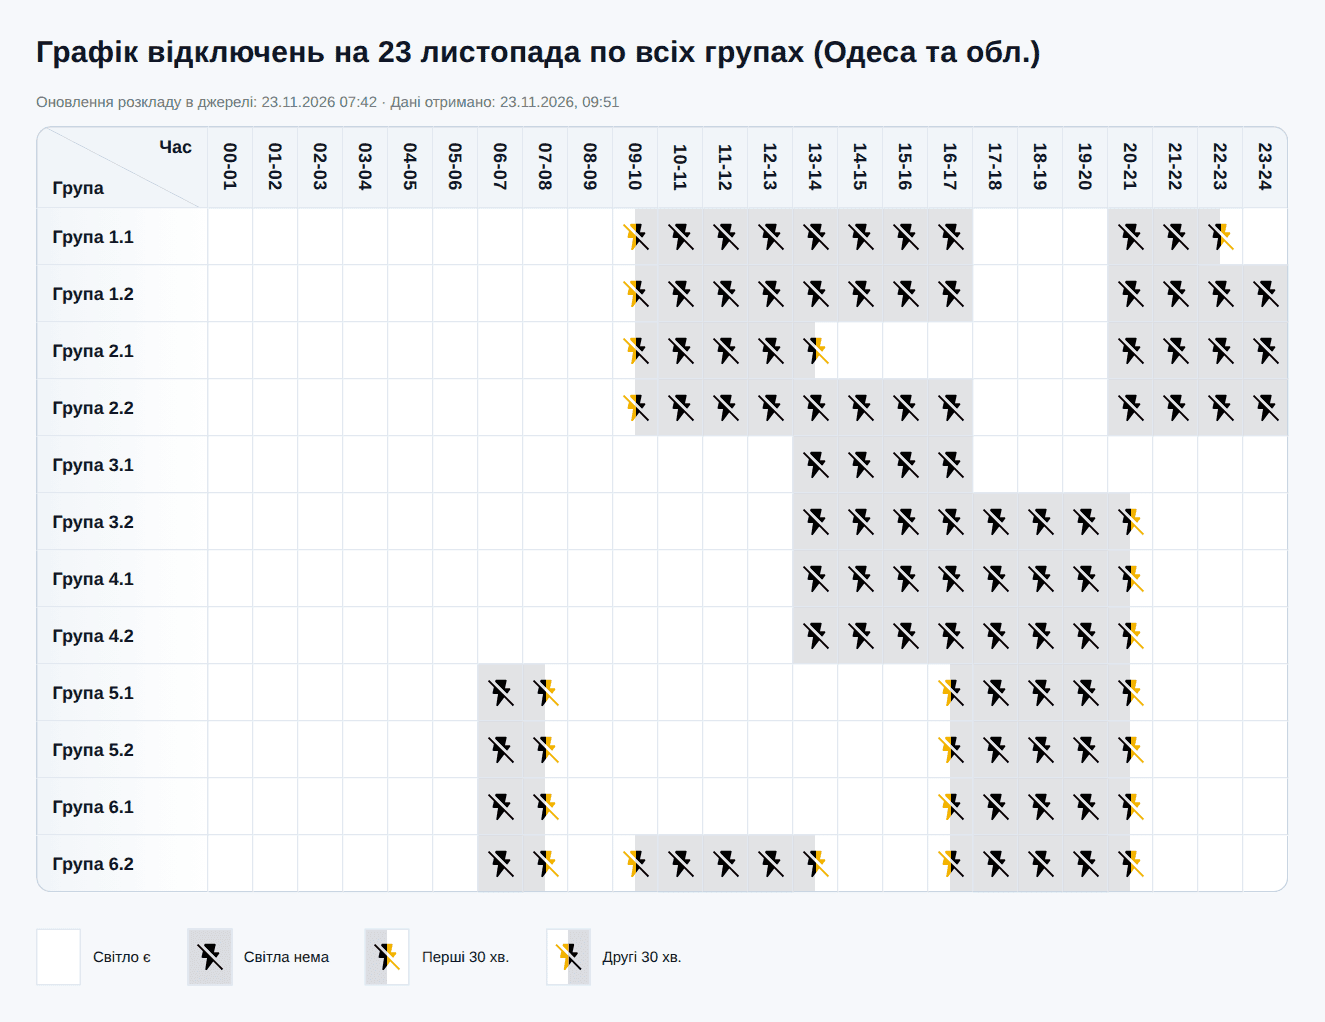 Графік відключень на 23 листопада по всіх групах (Одеса та обл.)
Оновлення розкладу в джерелі: 23.11.2026 07:42 · Дані отримано: 23.11.2026, 09:51
Час
Група
00-01 01-02 02-03 03-04 04-05 05-06 06-07 07-08 08-09 09-10 10-11 11-12 12-13 13-14 14-15 15-16 16-17 17-18 18-19 19-20 20-21 21-22 22-23 23-24
Група 1.1
Група 1.2
Група 2.1
Група 2.2
Група 3.1
Група 3.2
Група 4.1
Група 4.2
Група 5.1
Група 5.2
Група 6.1
Група 6.2
Світло є Світла нема Перші 30 хв. Другі 30 хв.